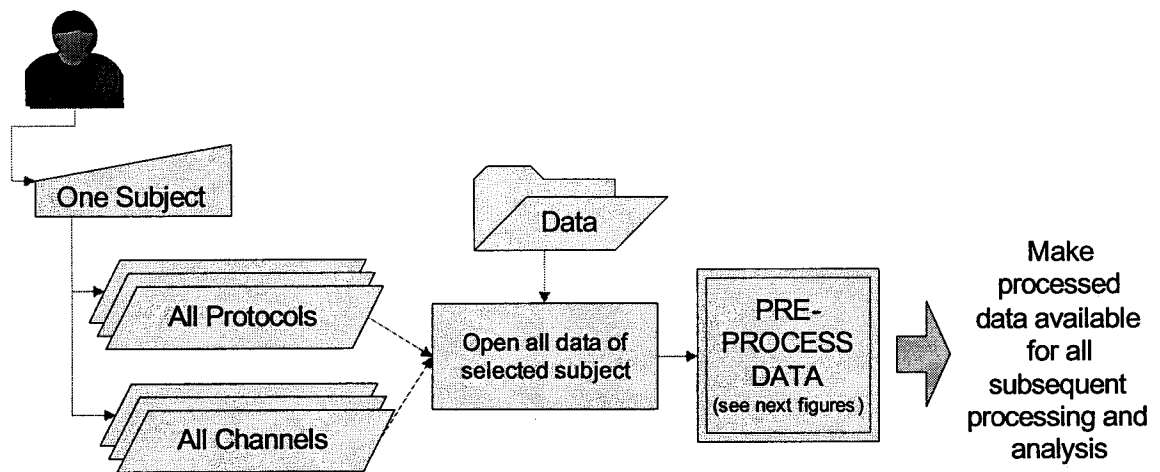 One Subject
All Protocols
All Channels
Data
Open all data of
selected subject
PRE-
PROCESS
DATA
(see next figures)
Make
processed
data available
for all
subsequent
processing and
analysis